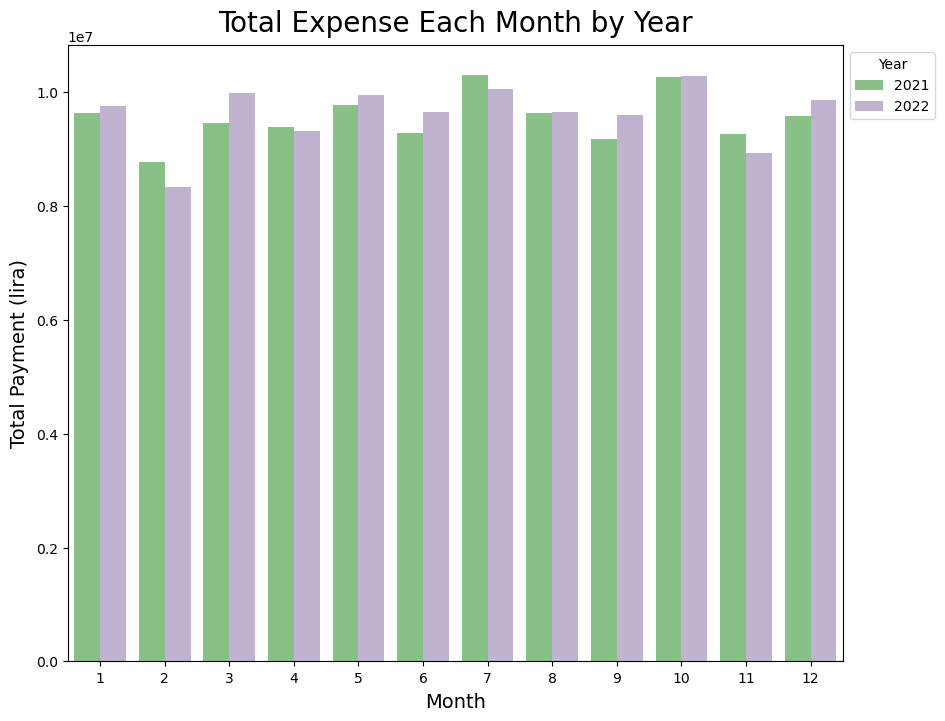 Total Expense Each Month by Year
1e7
Year
2021
2022
1.0
0.8
0.6
0.4
0.2
0.0
Total Payment (lira)
1 2 3 4 5 6 7 8 9 10 11 12
Month